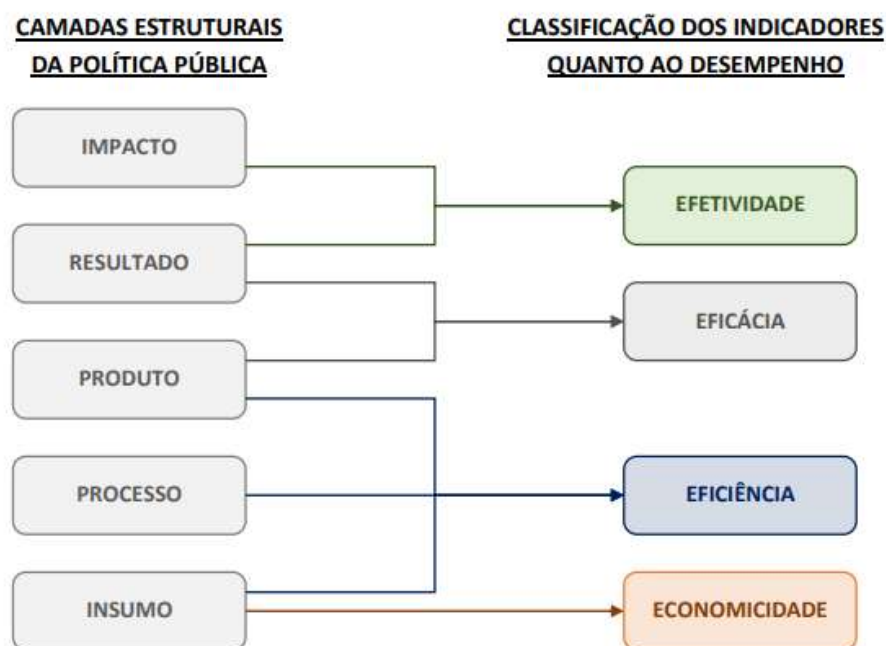 CAMADAS ESTRUTURAIS
DA POLÍTICA PÚBLICA
CLASSIFICAÇÃO DOS INDICADORES
QUANTO AO DESEMPENHO
IMPACTO
RESULTADO
PRODUTO
PROCESSO
INSUMO
EFETIVIDADE
EFICÁCIA
EFICIÊNCIA
ECONOMICIDADE